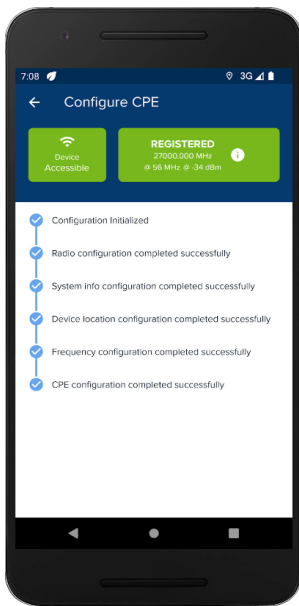 7:08 3G
Configure CPE
Device
Accessible
REGISTERED
27000.000 MHz
@ 56 MHz @ -34 dBm
Configuration Initialized
Radio configuration completed successfully
System info configuration completed successfully
Device location configuration completed successfully
Frequency configuration completed successfully
CPE configuration completed successfully